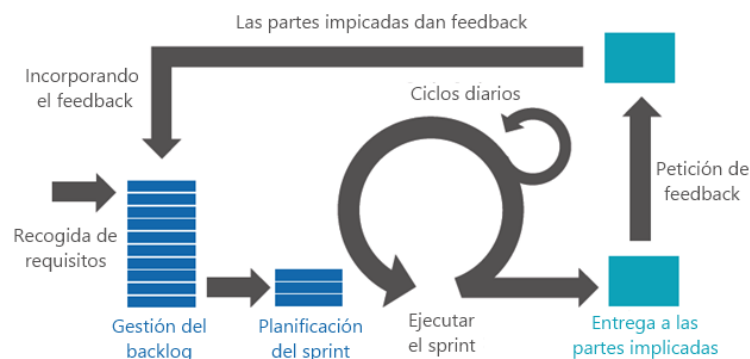 Las partes impicadas dan feedback
Incorporando
el feedback
Ciclos diarios
Petición de
feedback
Recogida de
requisitos
Gestión del
backlog
Planificación
del sprint
Ejecutar
el sprint
Entrega a las
partes implicadas